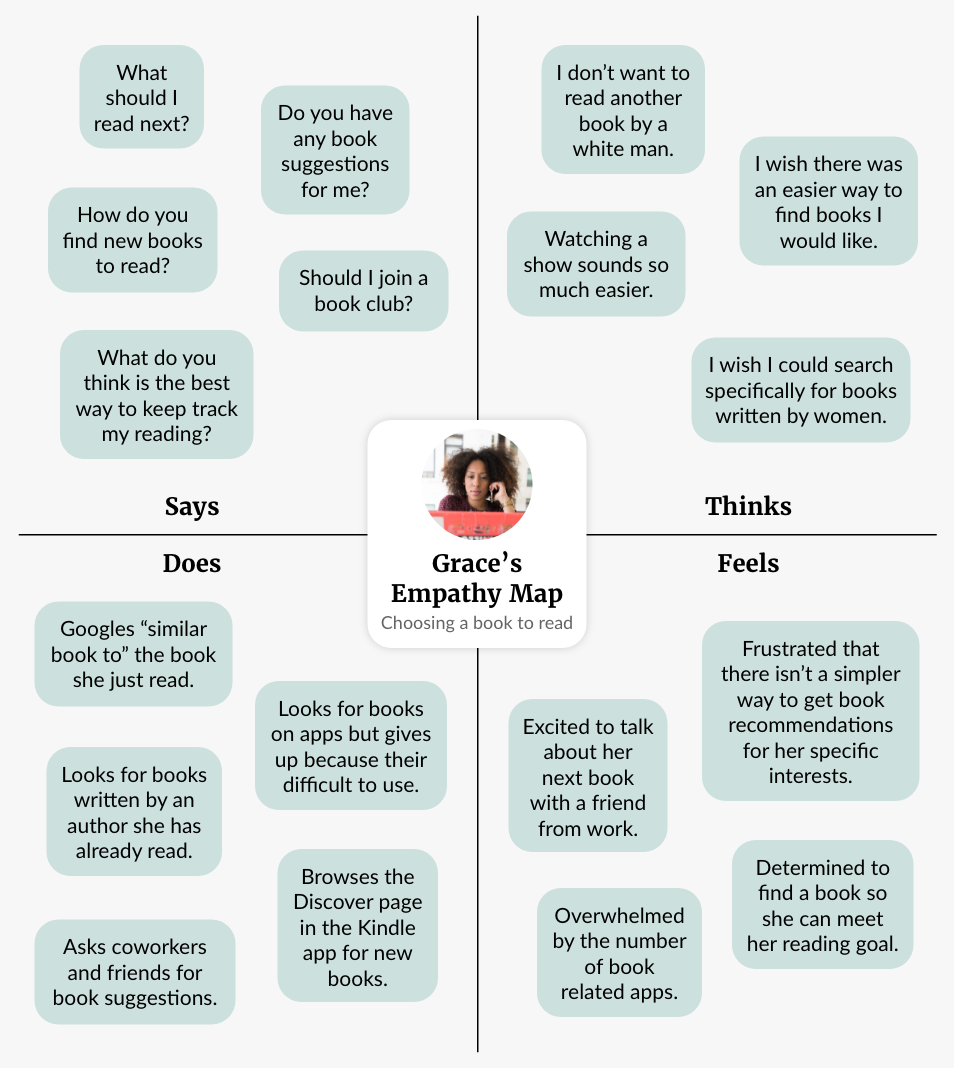 What
should I
read next?
Do you have
any book
suggestions
for me?
How do you
find new books
to read?
Should I join a
book club?
What do you
think is the best
way to keep track
my reading?
Says
I don’t want to
read another
book by a
white man.
I wish there was
an easier way to
find books I
would like.
Watching a
show sounds so
much easier.
I wish I could search
specifically for books
written by women.
Thinks
Grace’s
Empathy Map
Choosing a book to read
Does
Googles “similar
book to” the book
she just read.
Looks for books
on apps but gives
up because their
difficult to use.
Looks for books
written by an
author she has
already read.
Browses the
Discover page
in the Kindle
app for new
books.
Asks coworkers
and friends for
book suggestions.
Feels
Frustrated that
there isn’t a simpler
way to get book
recommendations
for her specific
interests.
Excited to talk
about her
next book
with a friend
from work.
Determined to
find a book so
she can meet
her reading goal.
Overwhelmed
by the number
of book
related apps.